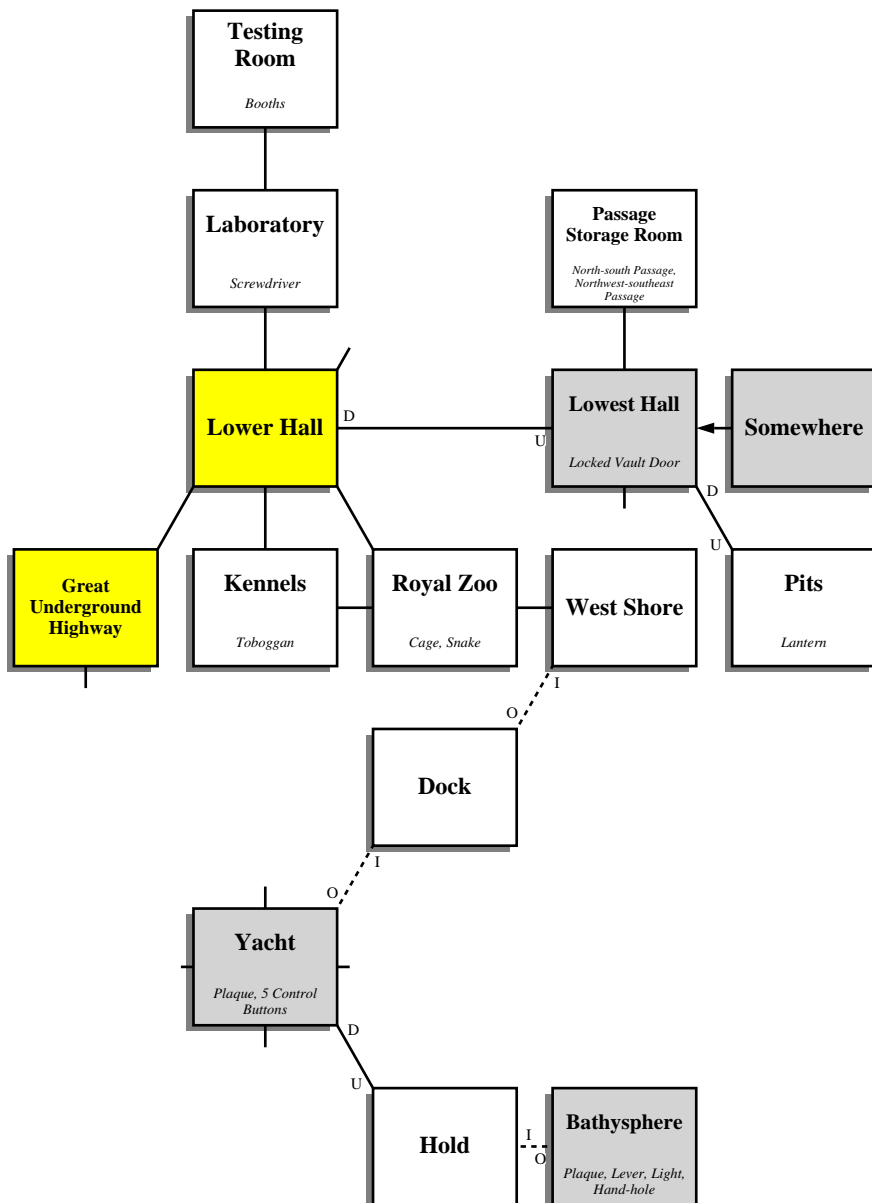 Testing
Room
Booths
Laboratory
Screwdriver
Passage
Storage Room
North-south Passage,
Northwest-southeast
Passage
Lower Hall
D
U
Lowest Hall
Locked Vault Door
Somewhere
D
U
Great
Underground
Highway
Kennels
Toboggan
Royal Zoo
Cage, Snake
West Shore
Pits
Lantern
I
O
Dock
I
O
Yacht
Plaque, 5 Control
Buttons
D
U
Hold
I
O
Bathysphere
Plaque, Lever, Light,
Hand-hole